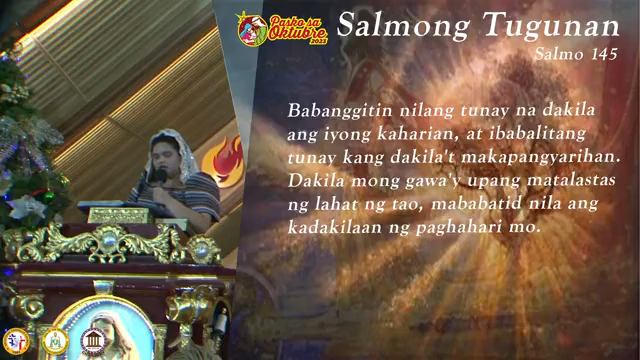 Pasko sa
Oktubre
2023
Salmong Tugunan
Salmo 145
Babanggitin nilang tunay na dakila
ang iyong kaharian, at ibabalitang
tunay kang dakila't makapangyarihan.
Dakila mong gawa'y upang matalastas
ng lahat ng tao, mababatid nila ang
kadakilaan ng paghahari mo.